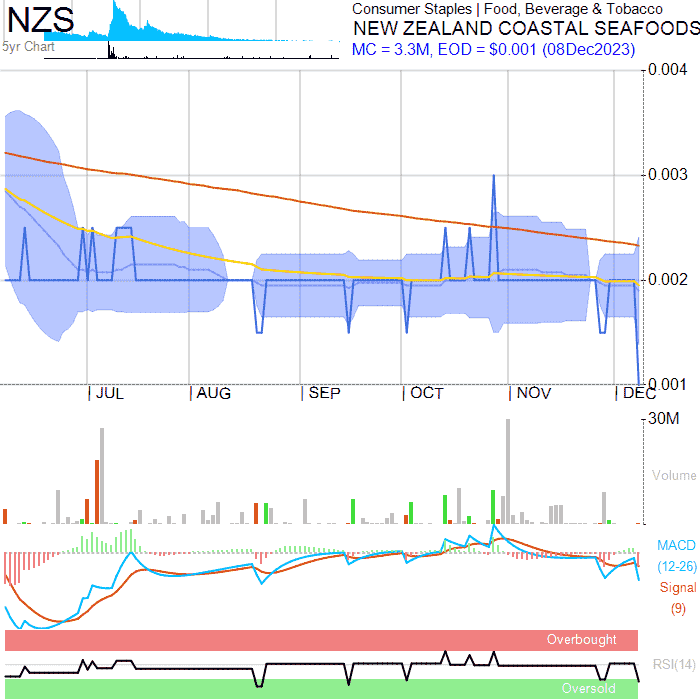 NZS
5yr Chart
Consumer Staples | Food, Beverage & Tobacco
NEW ZEALAND COASTAL SEAFOODS
MC = 3.3M, EOD = $0.001 (08Dec2023)
0.004
0.003
0.002
0.001
JUL AUG SEP OCT NOV DEC
30M
Volume
MACD
(12-26)
Signal
(9)
Overbought
RSI(14)
Oversold